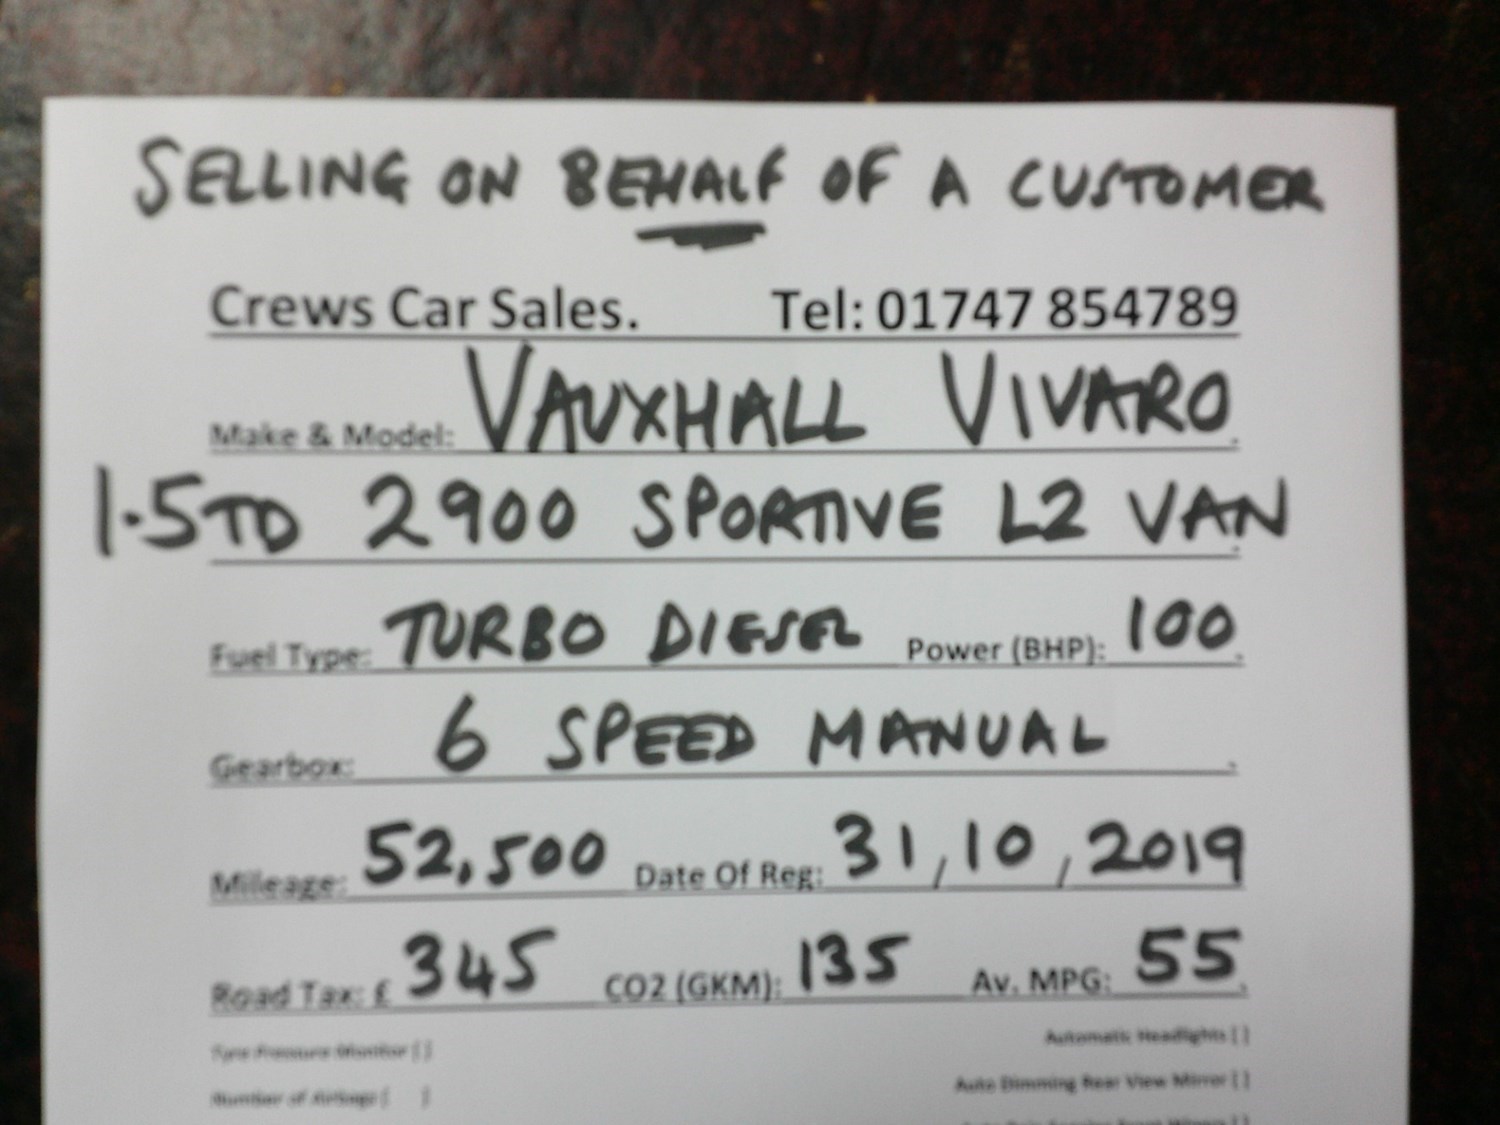 SELLING ON BEHALF OF A CUSTOMER
Crews Car Sales. Tel: 01747 854789
Make & Model: VAUXHALL VIVARO.
1.5TD 2900 SPORTIVE L2 VAN.
Fuel Type: TURBO DIESEL Power (BHP): 100.
Gearbox: 6 SPEED MANUAL.
Mileage: 52,500 Date Of Reg: 31/10/2019
Road Tax: £ 345 CO2 (GKM): 135 Av. MPG: 55.
Tyre Pressure Monitor [ ] Automatic Headlights [ ]
Number of Airbags [ ] Auto Dimming Rear View Mirror [ ]